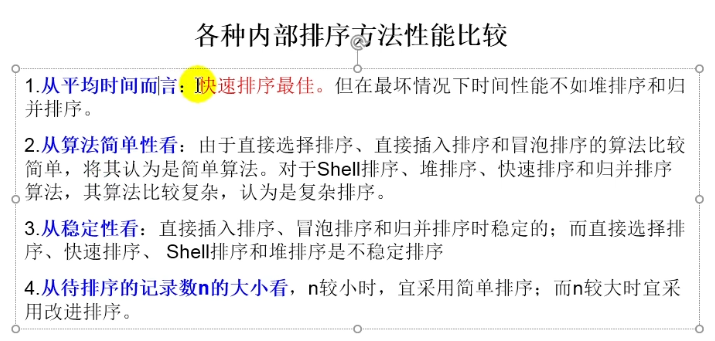 各种内部排序方法性能比较
1.从平均时间而言：快速排序最佳。但在最坏情况下时间性能不如堆排序和归
并排序。
2.从算法简单性看：由于直接选择排序、直接插入排序和冒泡排序的算法比较
简单，将其认为是简单算法。对于Shell排序、堆排序、快速排序和归并排序
算法，其算法比较复杂，认为是复杂排序。
3.从稳定性看：直接插入排序、冒泡排序和归并排序时稳定的；而直接选择排
序、快速排序、 Shell排序和堆排序是不稳定排序
4.从待排序的记录数n的大小看，n较小时，宜采用简单排序；而n较大时宜采
用改进排序。